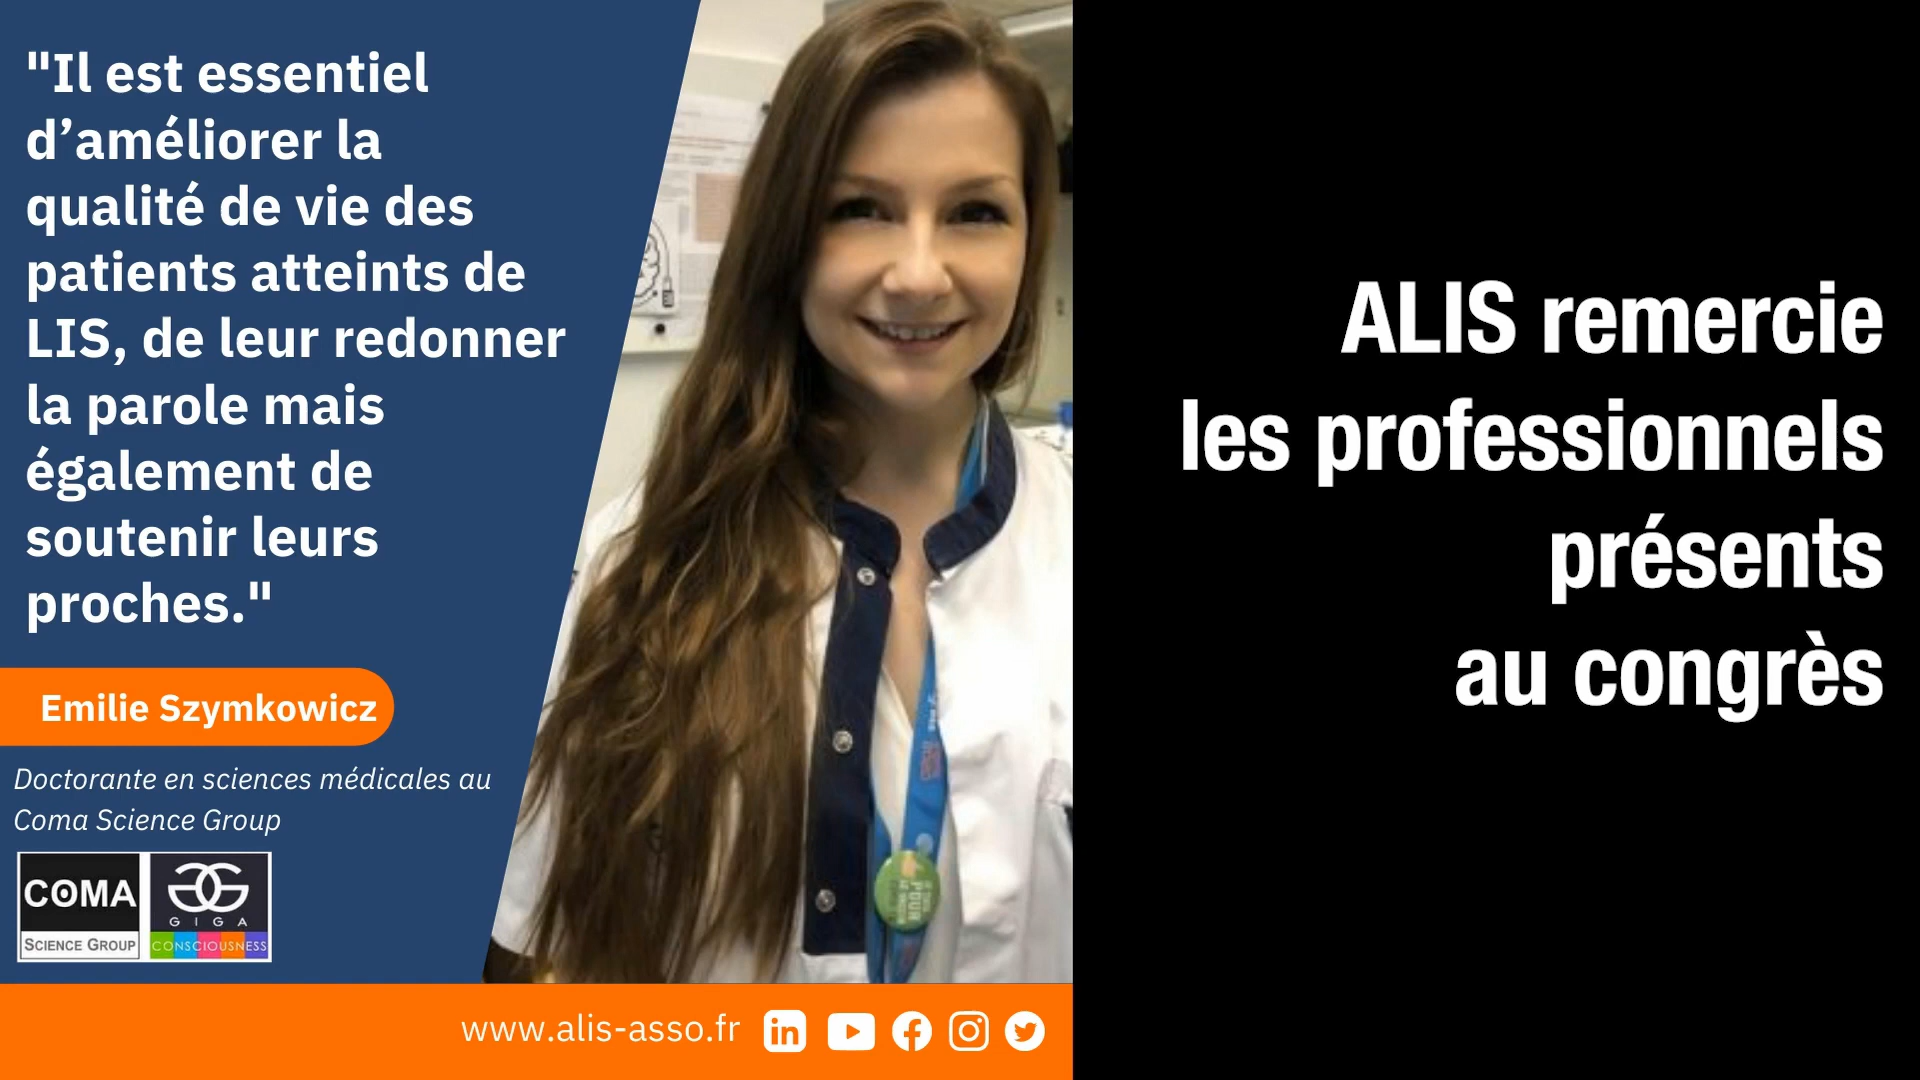 "Il est essentiel
d’améliorer la
qualité de vie des
patients atteints de
LIS, de leur redonner
la parole mais
également de
soutenir leurs
proches."
Emilie Szymkowicz
Doctorante en sciences médicales au
Coma Science Group
COMA
SCIENCE GROUP
GIGA
CONSCIOUSNESS
www.alis-asso.fr
ALIS remercie
les professionnels
présents
au congrès